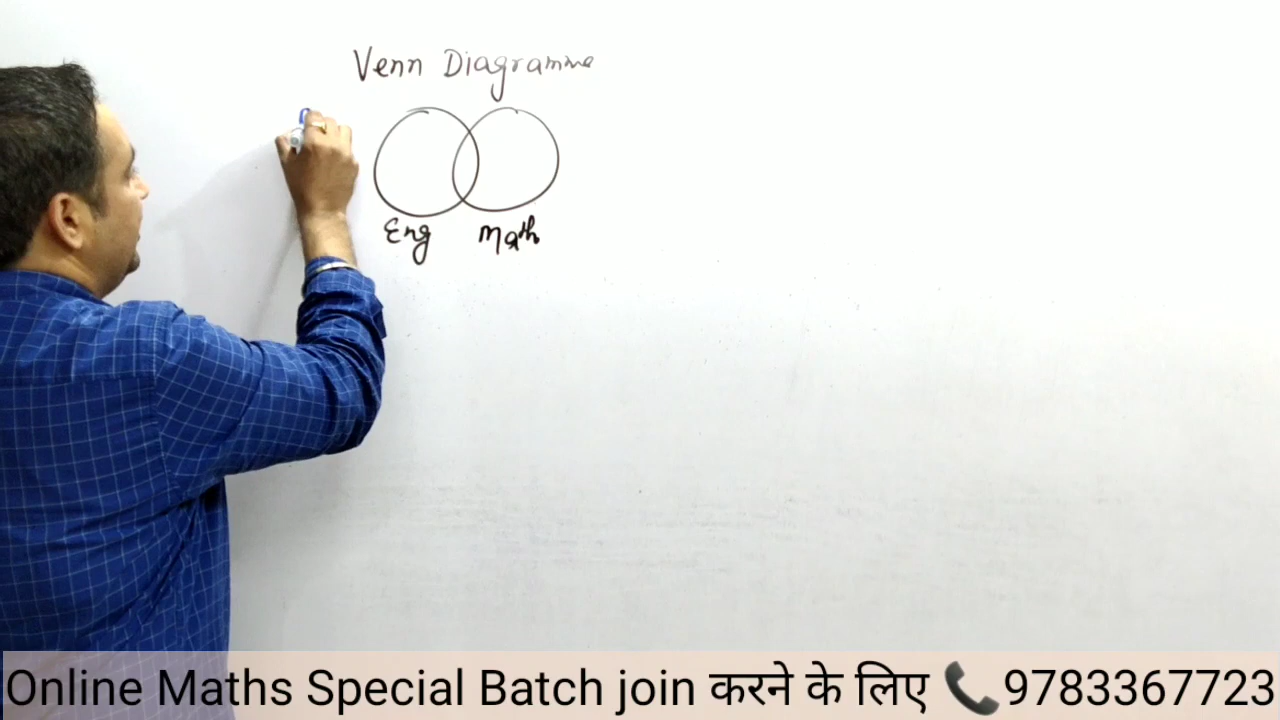 Venn Diagramme
Eng Math
Online Maths Special Batch join करने के लिए 📞9783367723